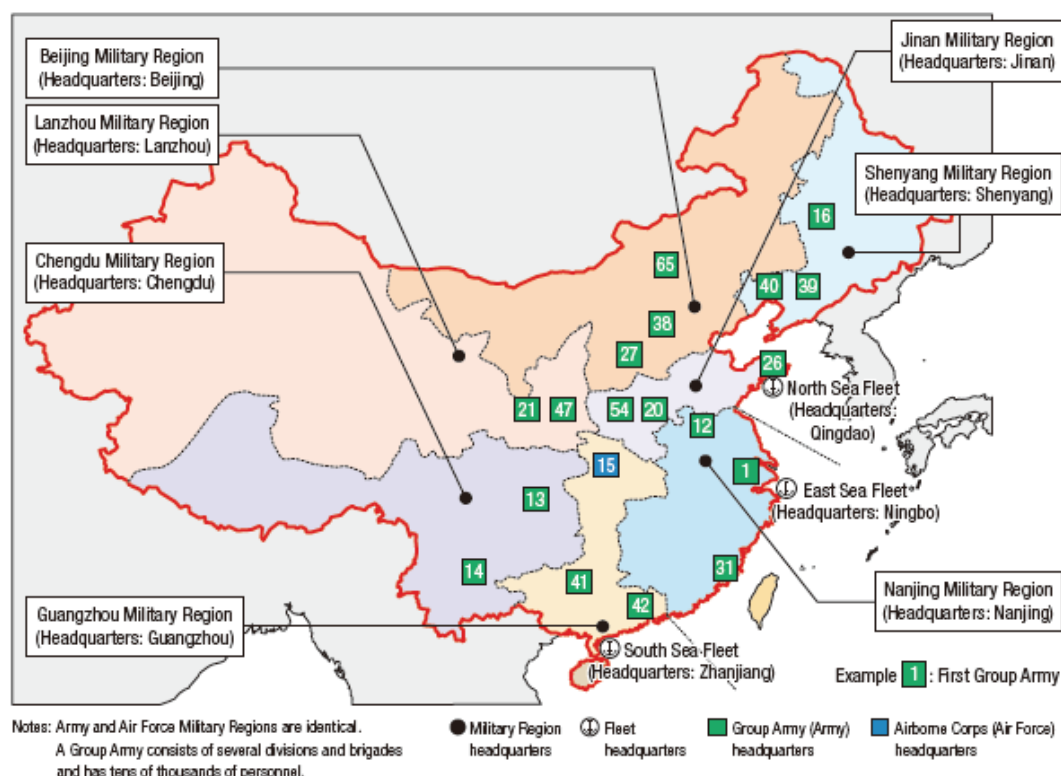 Beijing Military Region
(Headquarters: Beijing)
Jinan Military Region
(Headquarters: Jinan)
Lanzhou Military Region
(Headquarters: Lanzhou)
Shenyang Military Region
(Headquarters: Shenyang)
16
Chengdu Military Region
(Headquarters: Chengdu)
65
40
39
38
27
26
North Sea Fleet
(Headquarters:
Qingdao)
21
47
54
20
12
15
1
13
East Sea Fleet
(Headquarters: Ningbo)
14
41
31
42
Guangzhou Military Region
(Headquarters: Guangzhou)
Nanjing Military Region
(Headquarters: Nanjing)
South Sea Fleet
(Headquarters: Zhanjiang)
Example 1 : First Group Army
Notes: Army and Air Force Military Regions are identical.
A Group Army consists of several divisions and brigades
and has tens of thousands of personnel.
Military Region
headquarters
Fleet
headquarters
Group Army (Army)
headquarters
Airborne Corps (Air Force)
headquarters